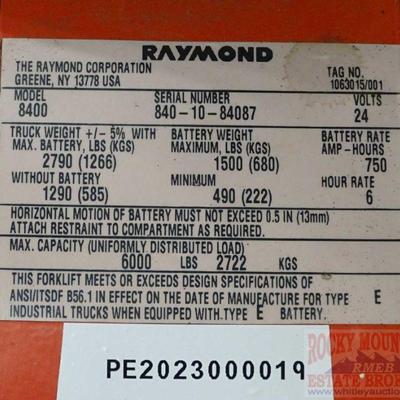 RAYMOND
THE RAYMOND CORPORATION
GREENE, NY 13778 USA
TAG NO.
1063015/001
MODEL SERIAL NUMBER VOLTS
8400 840-10-84087 24
TRUCK WEIGHT +/- 5% WITH BATTERY WEIGHT BATTERY RATE
MAX. BATTERY, LBS (KGS) MAXIMUM, LBS (KGS) AMP-HOURS
2790 (1266) 1500 (680) 750
WITHOUT BATTERY MINIMUM HOUR RATE
1290 (585) 490 (222) 6
HORIZONTAL MOTION OF BATTERY MUST NOT EXCEED 0.5 IN (13mm)
ATTACH RESTRAINT TO COMPARTMENT AS REQUIRED.
MAX. CAPACITY (UNIFORMLY DISTRIBUTED LOAD)
6000 LBS 2722 KGS
THIS FORKLIFT MEETS OR EXCEEDS DESIGN SPECIFICATIONS OF
ANSI/ITSDF B56.1 IN EFFECT ON THE DATE OF MANUFACTURE FOR TYPE E
INDUSTRIAL TRUCKS WHEN EQUIPPED WITH TYPE E BATTERY.
PE2023000019
ROCKY MOUN
RMEB
ESTATE BROK
www.whitleyauctio